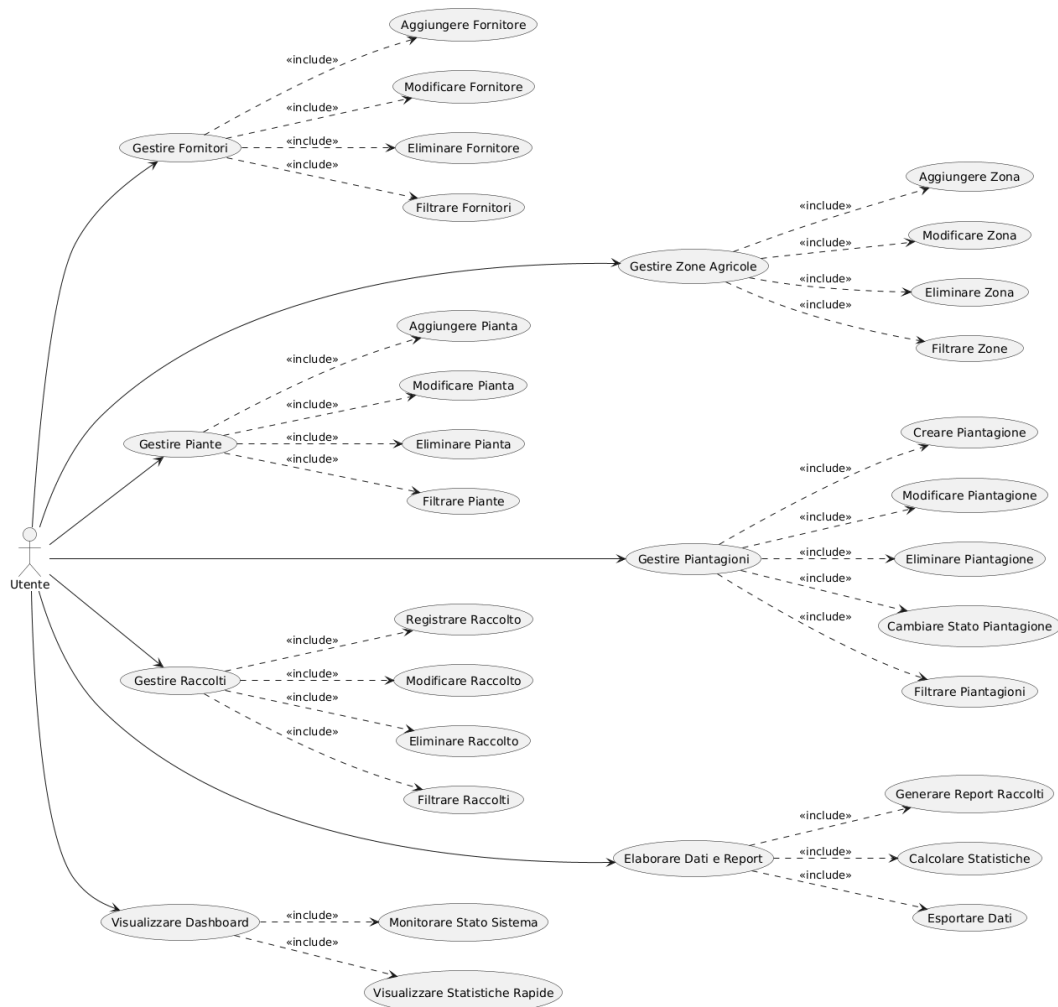 Aggiungere Fornitore
«include»
Modificare Fornitore
«include»
Gestire Fornitori
«include»
Eliminare Fornitore
«include»
Filtrare Fornitori
Aggiungere Zona
«include»
Modificare Zona
«include»
Gestire Zone Agricole
«include»
Eliminare Zona
«include»
Filtrare Zone
Aggiungere Pianta
«include»
Modificare Pianta
«include»
Gestire Piante
«include»
Eliminare Pianta
«include»
Filtrare Piante
Creare Piantagione
«include»
Modificare Piantagione
«include»
Gestire Piantagioni
«include»
Eliminare Piantagione
«include»
Cambiare Stato Piantagione
«include»
Filtrare Piantagioni
Utente
Registrare Raccolto
«include»
Gestire Raccolti
«include»
Modificare Raccolto
«include»
Eliminare Raccolto
«include»
Filtrare Raccolti
Generare Report Raccolti
«include»
Elaborare Dati e Report
«include»
Calcolare Statistiche
«include»
Esportare Dati
Visualizzare Dashboard
«include»
Monitorare Stato Sistema
«include»
Visualizzare Statistiche Rapide